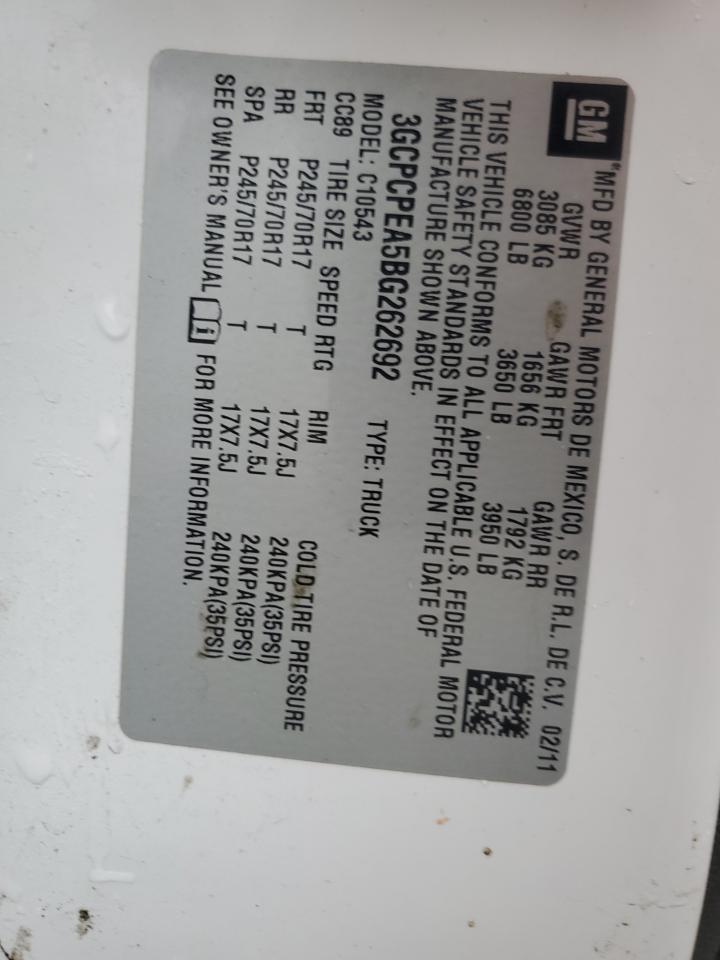 GM
*MFD BY GENERAL MOTORS DE MEXICO, S. DE R.L. DE C.V. 02/11
GVWR GAWR FRT GAWR RR
3085 KG 1656 KG 1792 KG
6800 LB 3650 LB 3950 LB
THIS VEHICLE CONFORMS TO ALL APPLICABLE U.S. FEDERAL MOTOR
VEHICLE SAFETY STANDARDS IN EFFECT ON THE DATE OF
MANUFACTURE SHOWN ABOVE.
3GCPCPEA5BG262692 TYPE: TRUCK
MODEL: C10543
CC89 TIRE SIZE SPEED RTG RIM COLD TIRE PRESSURE
FRT P245/70R17 T 17X7.5J 240KPA(35PSI)
RR P245/70R17 T 17X7.5J 240KPA(35PSI)
SPA P245/70R17 T 17X7.5J 240KPA(35PSI)
SEE OWNER'S MANUAL FOR MORE INFORMATION.